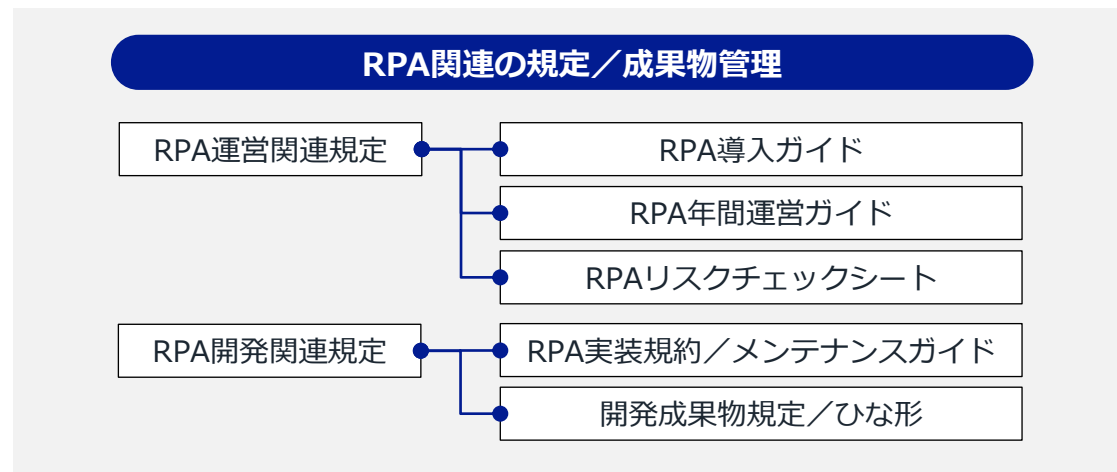 RPA関連の規定／成果物管理
RPA運営関連規定
RPA導入ガイド
RPA年間運営ガイド
RPAリスクチェックシート
RPA開発関連規定
RPA実装規約／メンテナンスガイド
開発成果物規定／ひな形